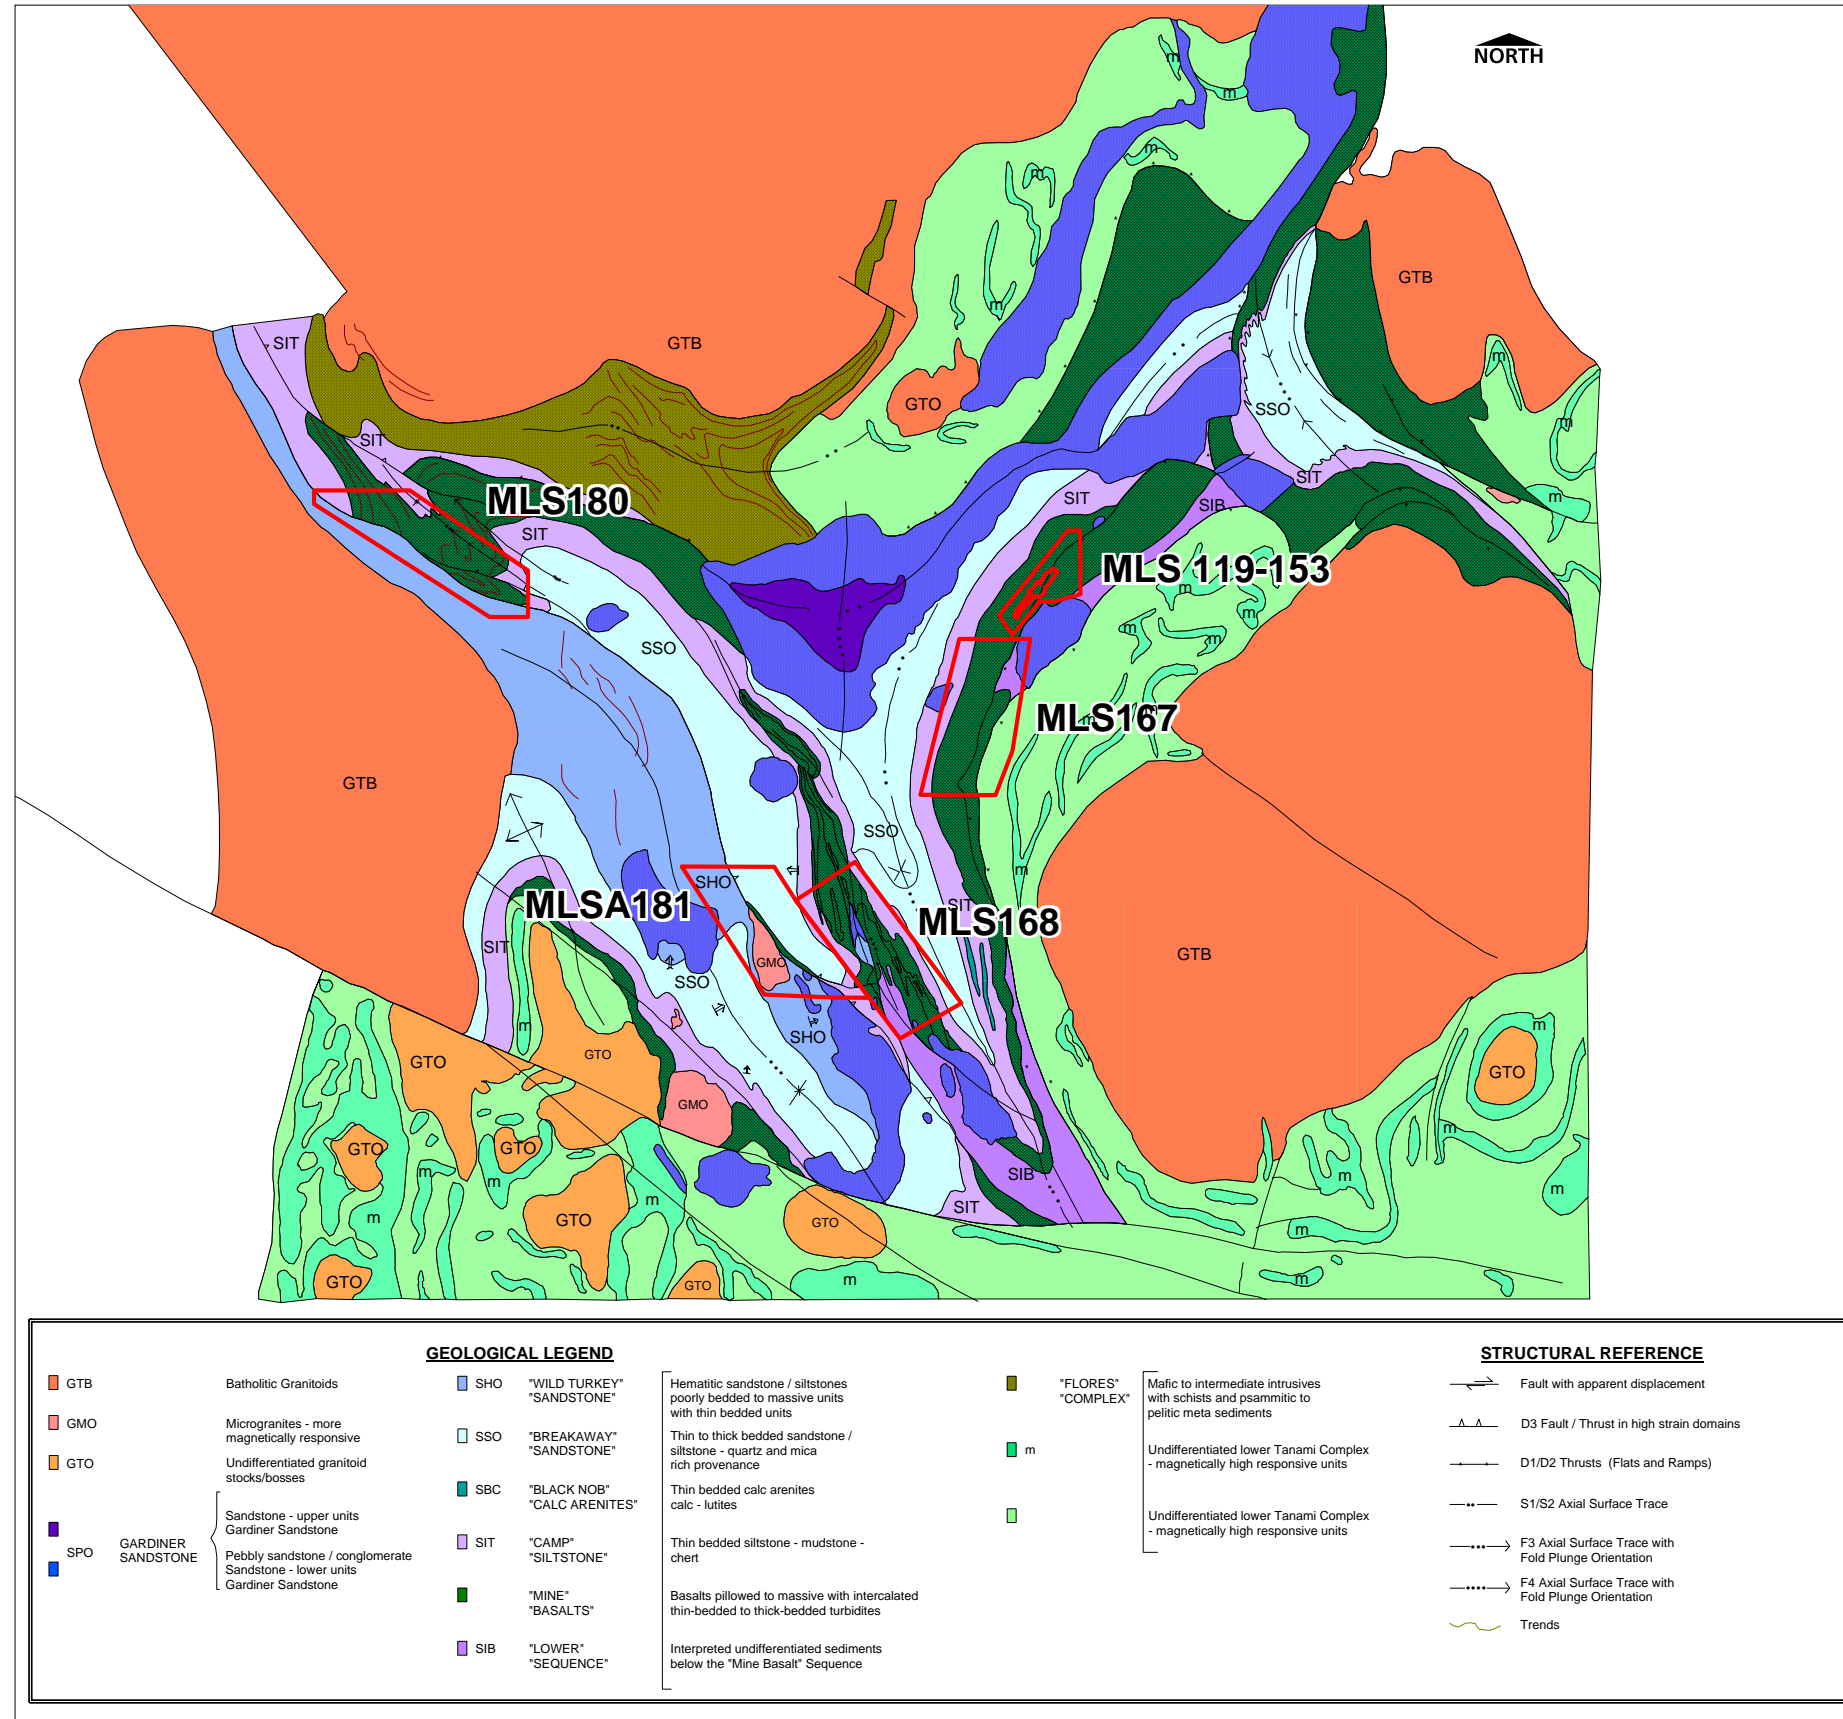 NORTH
m
m
m
m
m
GTB
GTB
SIT
m
m
GTO
SSO
SIT
m
SIT
SIT
m
MLS180
SIB
SIT
MLS 119-153
m
m
m
m
SSO
m
m
MLS167
GTB
SSO
m
SHO
MLSA181
SIT
MLS168
SIT
GMO
GTB
SSO
m
m
SHO
GTO
GTO
GTO
GMO
m
GTO
GTO
m
m
m
SIB
m
m
m
GTO
GTO
SIT
m
GTO
GTO
m
m
GEOLOGICAL LEGEND
GTB Batholitic Granitoids
GMO Microgranites - more
magnetically responsive
GTO Undifferentiated granitoid
stocks/bosses
SPO GARDINER
SANDSTONE
Sandstone - upper units
Gardiner Sandstone
Pebbly sandstone / conglomerate
Sandstone - lower units
Gardiner Sandstone
SHO "WILD TURKEY"
"SANDSTONE"
Hematitic sandstone / siltstones
poorly bedded to massive units
with thin bedded units
SSO "BREAKAWAY"
"SANDSTONE"
Thin to thick bedded sandstone /
siltstone - quartz and mica
rich provenance
SBC "BLACK NOB"
"CALC ARENITES"
Thin bedded calc arenites
calc - lutites
SIT "CAMP"
"SILTSTONE"
Thin bedded siltstone - mudstone -
chert
"MINE"
"BASALTS"
Basalts pillowed to massive with intercalated
thin-bedded to thick-bedded turbidites
SIB "LOWER"
"SEQUENCE"
Interpreted undifferentiated sediments
below the "Mine Basalt" Sequence
"FLORES"
"COMPLEX"
Mafic to intermediate intrusives
with schists and psammitic to
pelitic meta sediments
m Undifferentiated lower Tanami Complex
- magnetically high responsive units
Undifferentiated lower Tanami Complex
- magnetically high responsive units
STRUCTURAL REFERENCE
Fault with apparent displacement
D3 Fault / Thrust in high strain domains
D1/D2 Thrusts (Flats and Ramps)
S1/S2 Axial Surface Trace
F3 Axial Surface Trace with
Fold Plunge Orientation
F4 Axial Surface Trace with
Fold Plunge Orientation
Trends